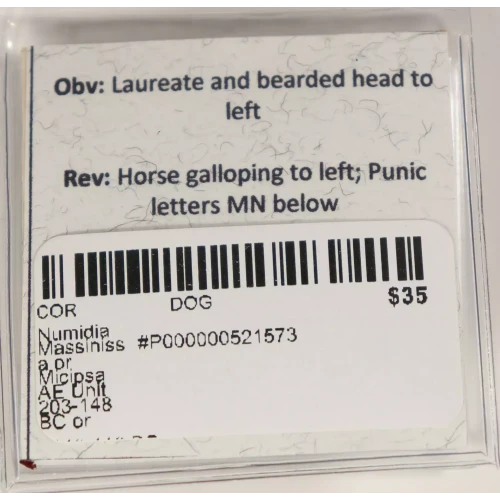 Obv: Laureate and bearded head to
left
Rev: Horse galloping to left; Punic
letters MN below
COR DOG $35
Numidia
Massiniss #P000000521573
a or
Micipsa
AE Unit
203-148
BC or